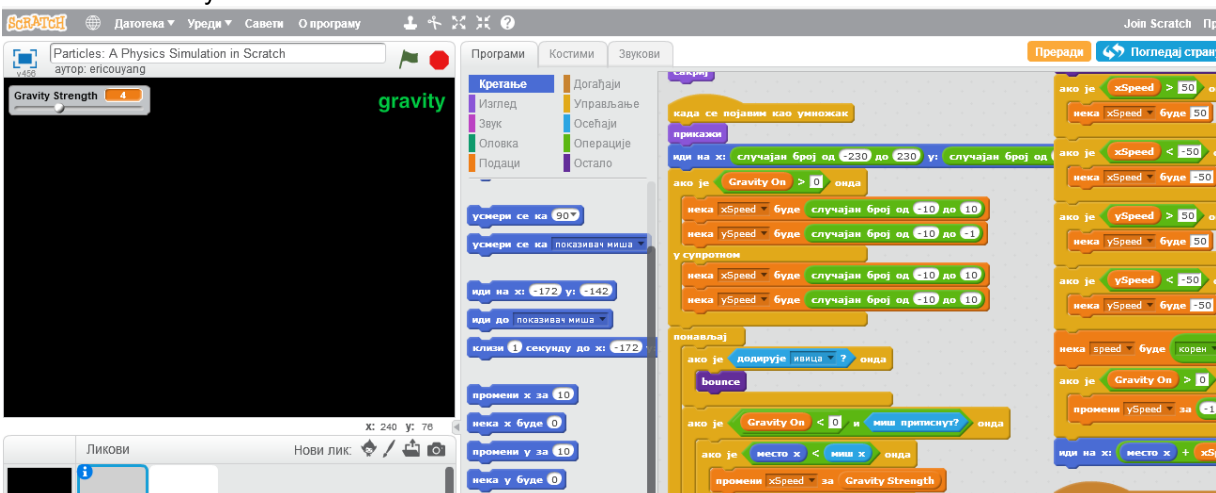 SCRATCH Датотека Уреди Савети О програму Join Scratch
Particles: A Physics Simulation in Scratch
аутор: ericouyang
v456
Gravity Strength 4
gravity
X: 240 y: 76
Ликови
Нови лик:
Програми Костими Звукови
Преради Погледај
Кретање
Изглед
Звук
Оловка
Подаци
Догађаји
Управљање
Осећаји
Операције
Остало
усмери се ка 90
усмери се ка показивач миша
иди на x: -172 y: -142
иди до показивач миша
клизи 1 секунду до x: -172
промени x за 10
нека x буде 0
промени y за 10
нека y буде 0
сакриј
када се појавим као умножак
прикажи
иди на x: случајан број од -230 до 230 y: случајан број од
ако је Gravity On > 0 онда
нека xSpeed буде случајан број од -10 до 10
нека ySpeed буде случајан број од -10 до -1
у супротном
нека xSpeed буде случајан број од -10 до 10
нека ySpeed буде случајан број од -10 до 10
понављај
ако је додирује ивица ? онда
bounce
ако је Gravity On < 0 и миш притиснут? онда
ако је место x < миш x онда
промени xSpeed за Gravity Strength
ако је xSpeed > 50
нека xSpeed буде 50
ако је xSpeed < -50
нека xSpeed буде -50
ако је ySpeed > 50
нека ySpeed буде 50
ако је ySpeed < -50
нека ySpeed буде -50
нека speed буде корен
ако је Gravity On > 0
промени ySpeed за
иди на x: место x +